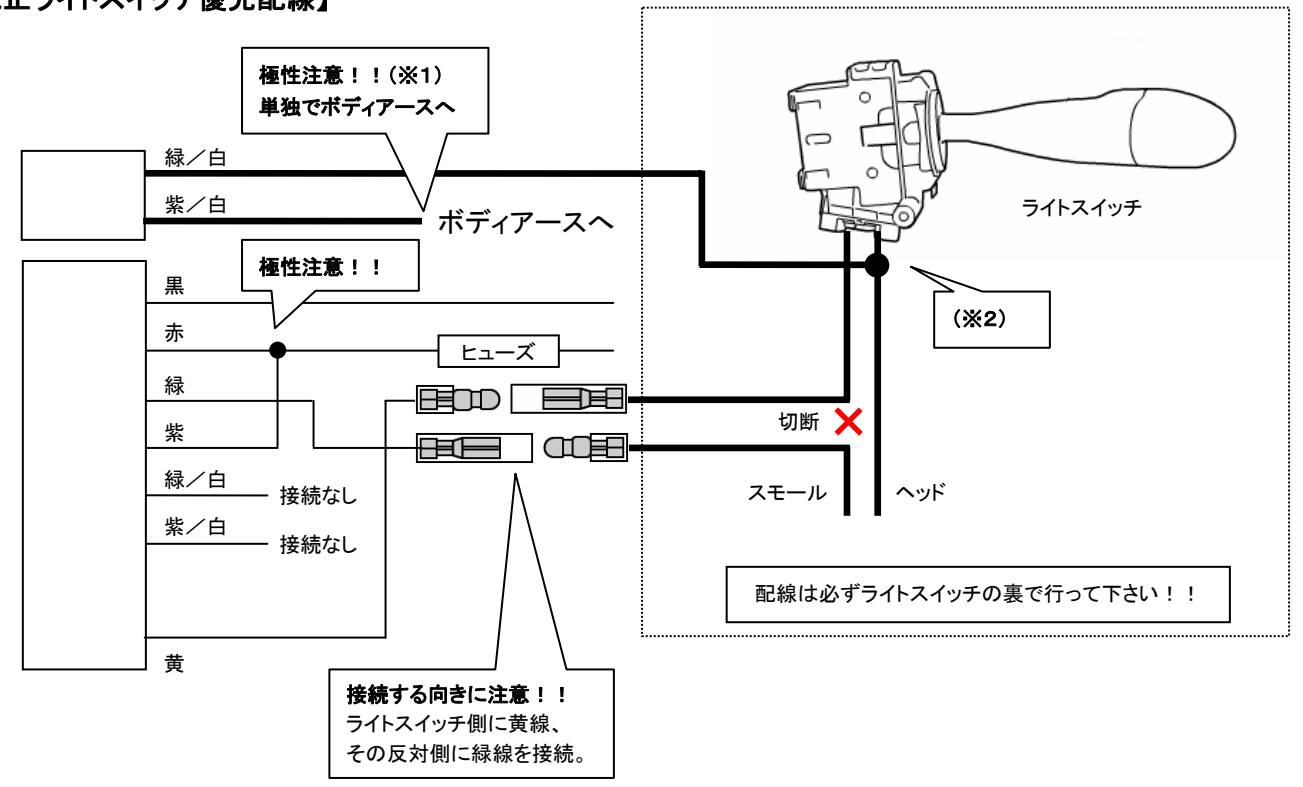 正ライトスイッチ優先配線】
極性注意！！(※1)
単独でボディアースへ
緑／白
紫／白
ボディアースへ
ライトスイッチ
極性注意！！
黒
(※2)
赤
ヒューズ
緑
切断
紫
緑／白
接続なし
スモール
ヘッド
紫／白
接続なし
配線は必ずライトスイッチの裏で行って下さい！！
黄
接続する向きに注意！！
ライトスイッチ側に黄線、
その反対側に緑線を接続。